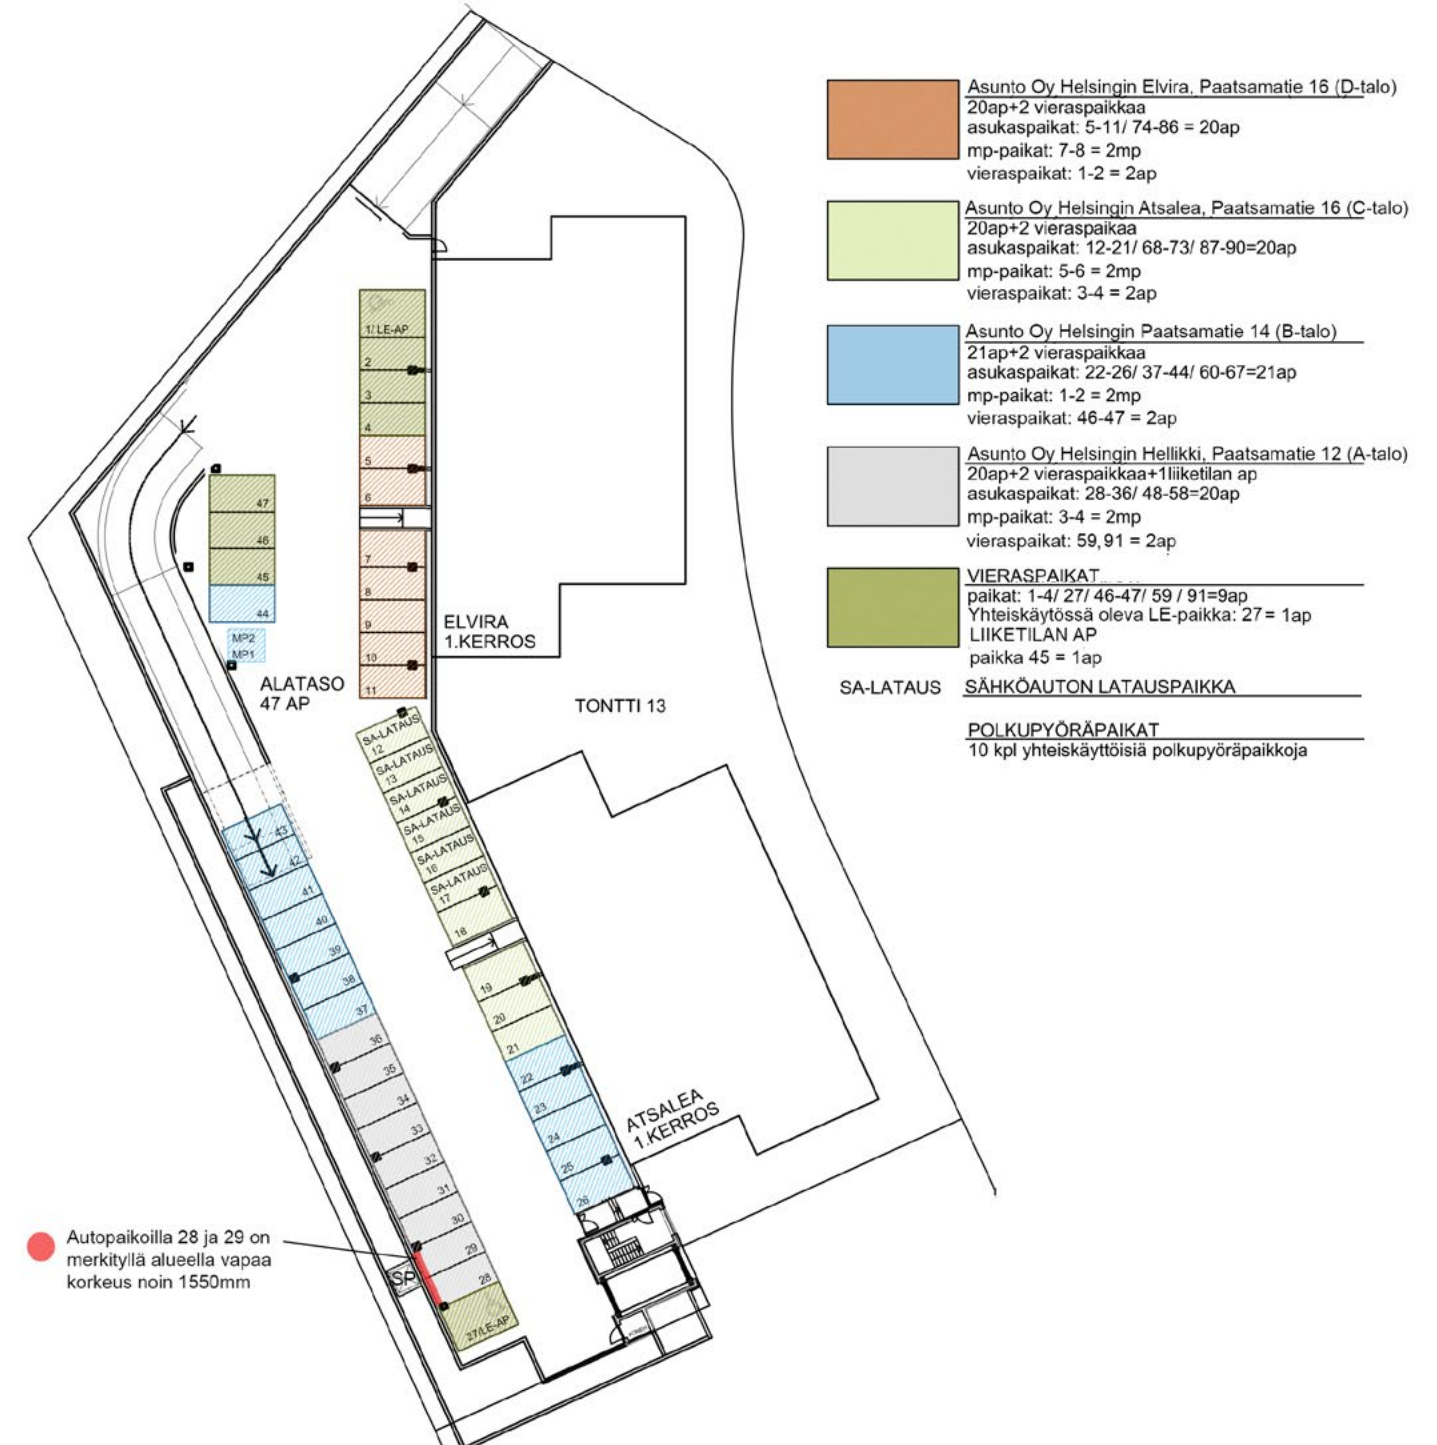 Asunto Oy Helsingin Elvira, Paatsamatie 16 (D-talo)
20ap+2 vieraspaikkaa
asukaspaikat: 5-11/ 74-86 = 20ap
mp-paikat: 7-8 = 2mp
vieraspaikat: 1-2 = 2ap
Asunto Oy Helsingin Atsalea, Paatsamatie 16 (C-talo)
20ap+2 vieraspaikaa
asukaspaikat: 12-21/ 68-73/ 87-90=20ap
mp-paikat: 5-6 = 2mp
vieraspaikat: 3-4 = 2ap
Asunto Oy Helsingin Paatsamatie 14 (B-talo)
21ap+2 vieraspaikkaa
asukaspaikat: 22-26/ 37-44/ 60-67=21ap
mp-paikat: 1-2 = 2mp
vieraspaikat: 46-47 = 2ap
Asunto Oy Helsingin Hellikki, Paatsamatie 12 (A-talo)
20ap+2 vieraspaikkaa+1liiketilan ap
asukaspaikat: 28-36/ 48-58=20ap
mp-paikat: 3-4 = 2mp
vieraspaikat: 59,91 = 2ap
VIERASPAIKAT
paikat: 1-4/ 27/ 46-47/ 59 / 91=9ap
Yhteiskäytössä oleva LE-paikka: 27= 1ap
LIIKETILAN AP
paikka 45 = 1ap
SA-LATAUS SÄHKÖAUTON LATAUSPAIKKA
POLKUPYÖRÄPAIKAT
10 kpl yhteiskäyttöisiä polkupyöräpaikkoja
1/ LE-AP
2
3
4
5
6
7
8
9
10
11
47
46
45
44
MP2
MP1
ALATASO
47 AP
ELVIRA
1.KERROS
TONTTI 13
SA-LATAUS
12
SA-LATAUS
13
SA-LATAUS
14
SA-LATAUS
15
SA-LATAUS
16
SA-LATAUS
17
18
19
20
21
22
23
24
25
26
43
42
41
40
39
38
37
36
35
34
33
32
31
30
29
28
27/LE-AP
SP
ATSALEA
1.KERROS
Autopaikoilla 28 ja 29 on
merkityllä alueella vapaa
korkeus noin 1550mm